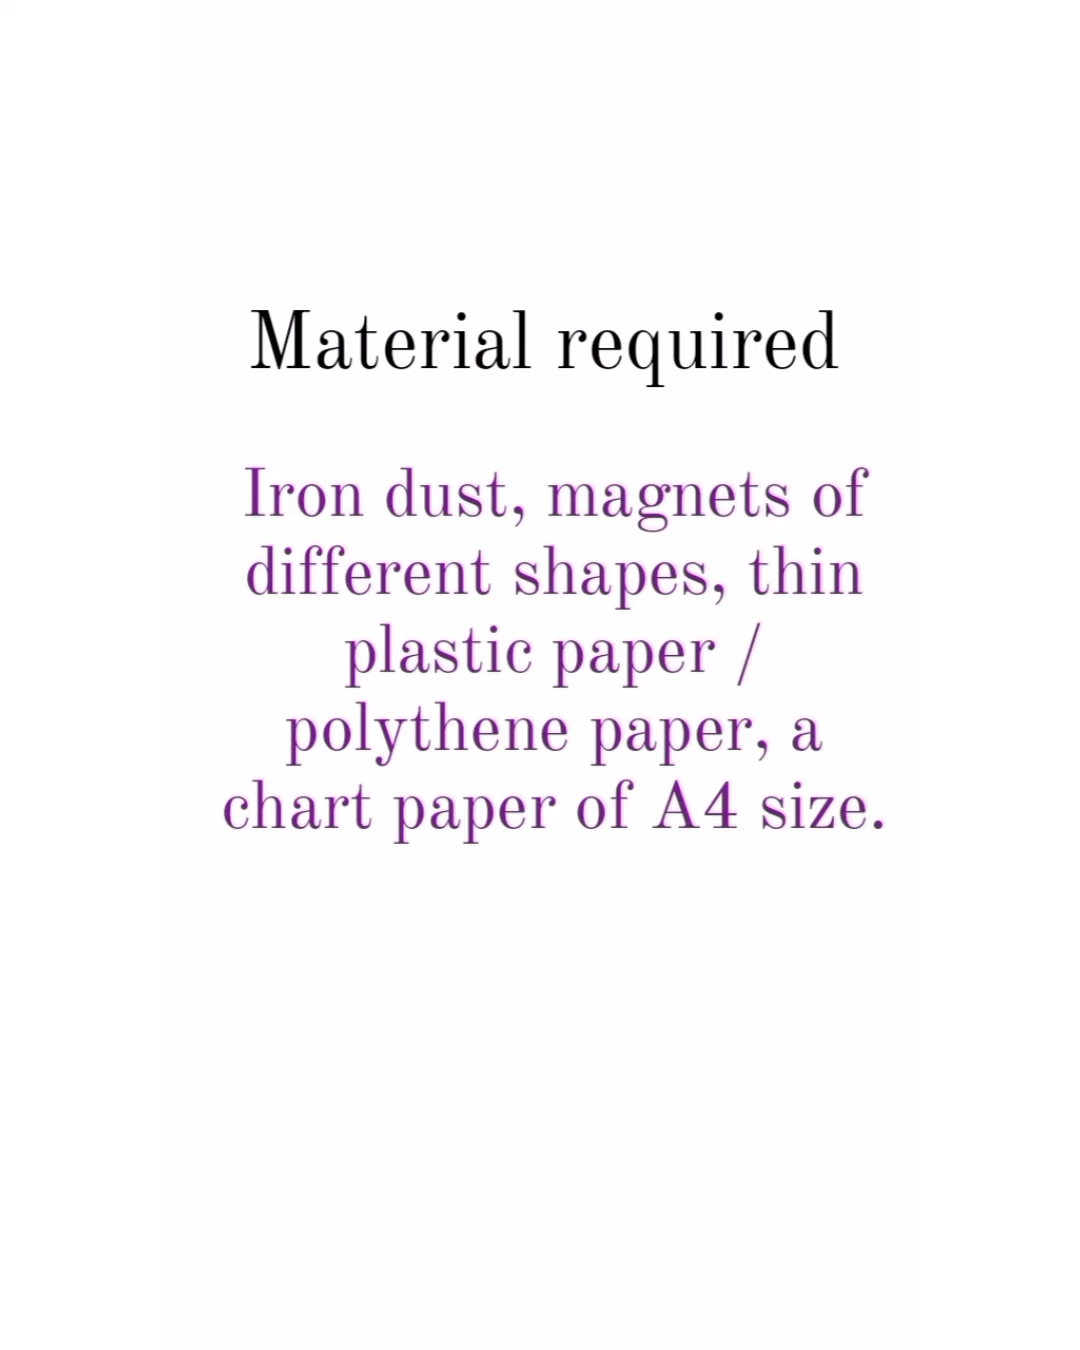 Material required
Iron dust, magnets of
different shapes, thin
plastic paper /
polythene paper, a
chart paper of A4 size.